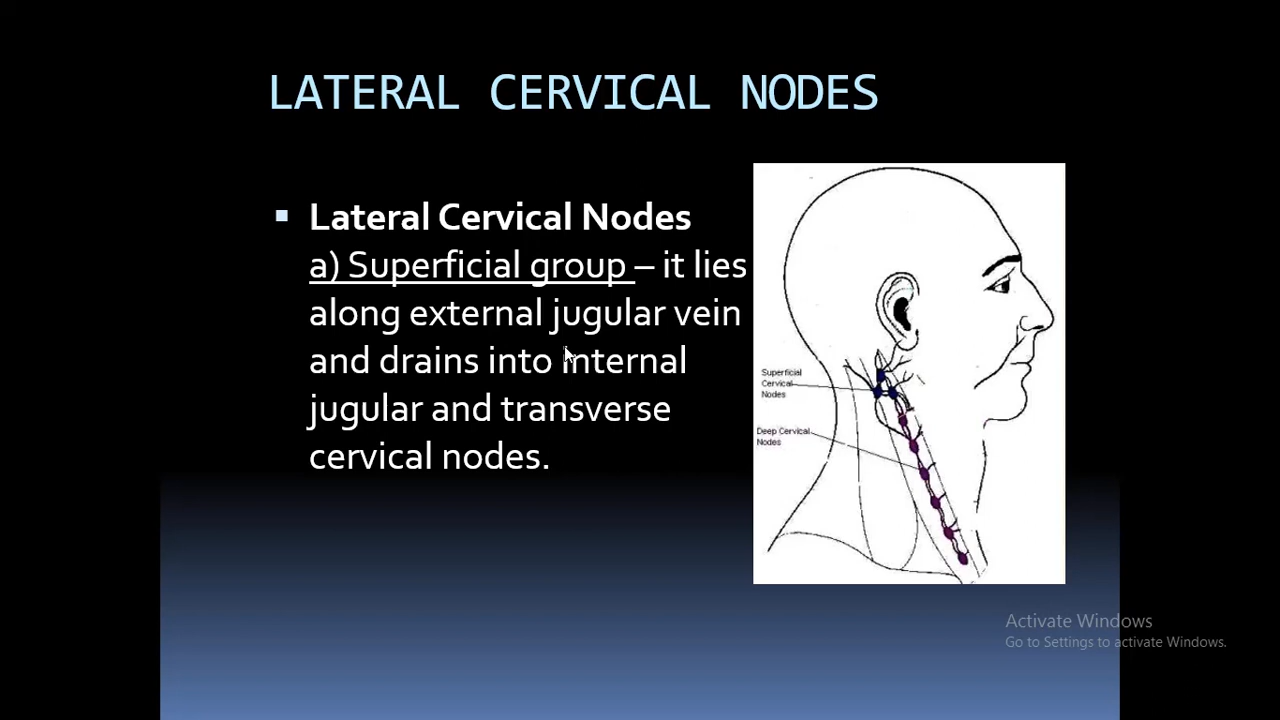 LATERAL CERVICAL NODES
▪ Lateral Cervical Nodes
a) Superficial group – it lies
along external jugular vein
and drains into internal
jugular and transverse
cervical nodes.
Superficial
Cervical
Nodes
Deep Cervical
Nodes
Activate Windows
Go to Settings to activate Windows.